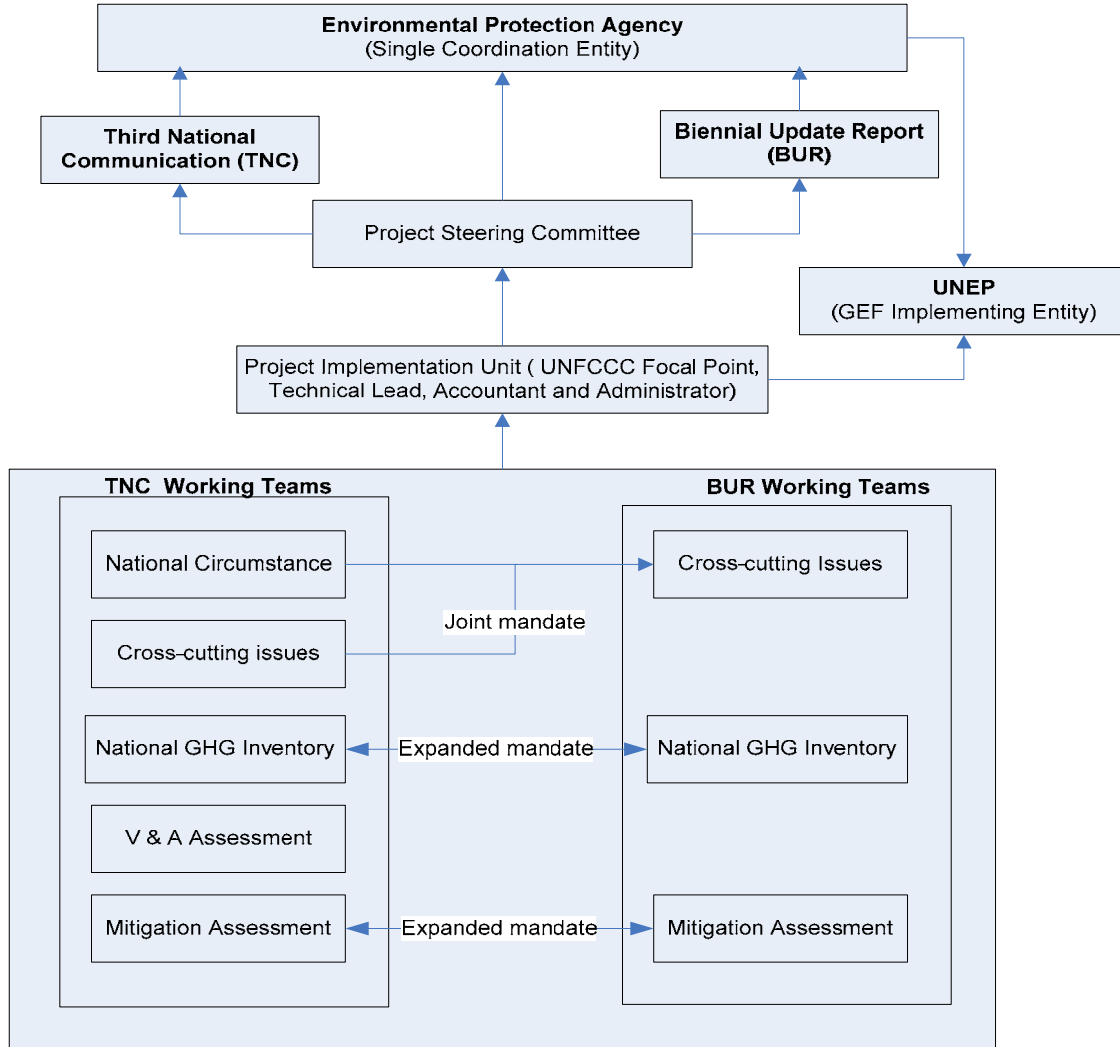 Environmental Protection Agency
(Single Coordination Entity)
Third National
Communication (TNC)
Biennial Update Report
(BUR)
Project Steering Committee
UNEP
(GEF Implementing Entity)
Project Implementation Unit ( UNFCCC Focal Point,
Technical Lead, Accountant and Administrator)
TNC Working Teams
BUR Working Teams
National Circumstance
Cross-cutting Issues
Joint mandate
Cross-cutting issues
National GHG Inventory
Expanded mandate
National GHG Inventory
V & A Assessment
Mitigation Assessment
Expanded mandate
Mitigation Assessment